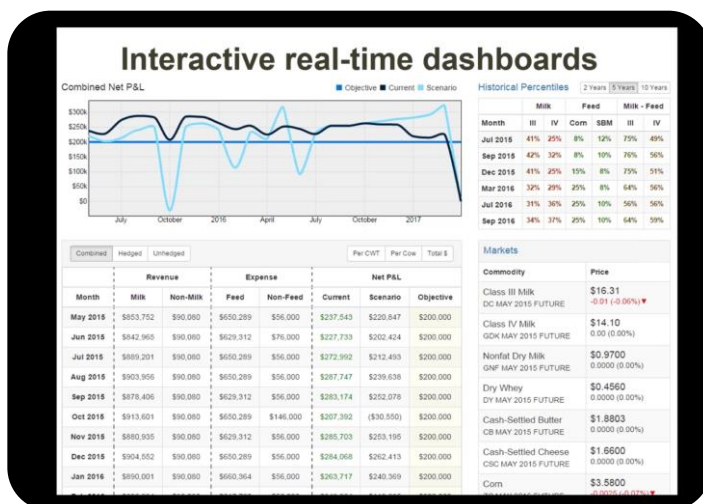 Interactive real-time dashboards
Combined Net P&L
Objective Current Scenario
$300k
$250k
$200k
$150k
$100k
$50k
$0
July October 2016 April July October 2017
Historical Percentiles 2 Years 5 Years 10 Years
Milk Feed Milk - Feed
Month III IV Corn SBM III IV
Jul 2015 41% 25% 8% 12% 75% 49%
Sep 2015 42% 32% 8% 10% 76% 56%
Dec 2015 41% 25% 15% 8% 75% 51%
Mar 2016 32% 29% 25% 8% 64% 56%
Jul 2016 31% 36% 25% 10% 56% 56%
Sep 2016 34% 37% 25% 10% 64% 59%
Combined Hedged Unhedged Per CWT Per Cow Total $
Revenue Expense Net P&L
Month Milk Non-Milk Feed Non-Feed Current Scenario Objective
May 2015 $853,752 $90,080 $650,289 $56,000 $237,543 $220,847 $200,000
Jun 2015 $842,965 $90,080 $629,312 $76,000 $227,733 $202,424 $200,000
Jul 2015 $889,201 $90,080 $650,289 $56,000 $272,992 $212,493 $200,000
Aug 2015 $903,956 $90,080 $650,289 $56,000 $287,747 $239,638 $200,000
Sep 2015 $878,406 $90,080 $629,312 $56,000 $283,174 $252,078 $200,000
Oct 2015 $913,601 $90,080 $650,289 $146,000 $207,392 ($30,550) $200,000
Nov 2015 $880,935 $90,080 $629,312 $56,000 $285,703 $253,195 $200,000
Dec 2015 $904,552 $90,080 $650,289 $56,000 $284,068 $262,413 $200,000
Jan 2016 $890,001 $90,080 $660,364 $56,000 $263,717 $240,369 $200,000
Markets
Commodity Price
Class III Milk $16.31
DC MAY 2015 FUTURE -0.01 (-0.06%)▼
Class IV Milk $14.10
GDK MAY 2015 FUTURE 0.00 (0.00%)
Nonfat Dry Milk $0.9700
GNF MAY 2015 FUTURE 0.0000 (0.00%)
Dry Whey $0.4560
DY MAY 2015 FUTURE 0.0000 (0.00%)
Cash-Settled Butter $1.8803
CB MAY 2015 FUTURE 0.0000 (0.00%)
Cash-Settled Cheese $1.6600
CSC MAY 2015 FUTURE 0.0000 (0.00%)
Corn $3.5800